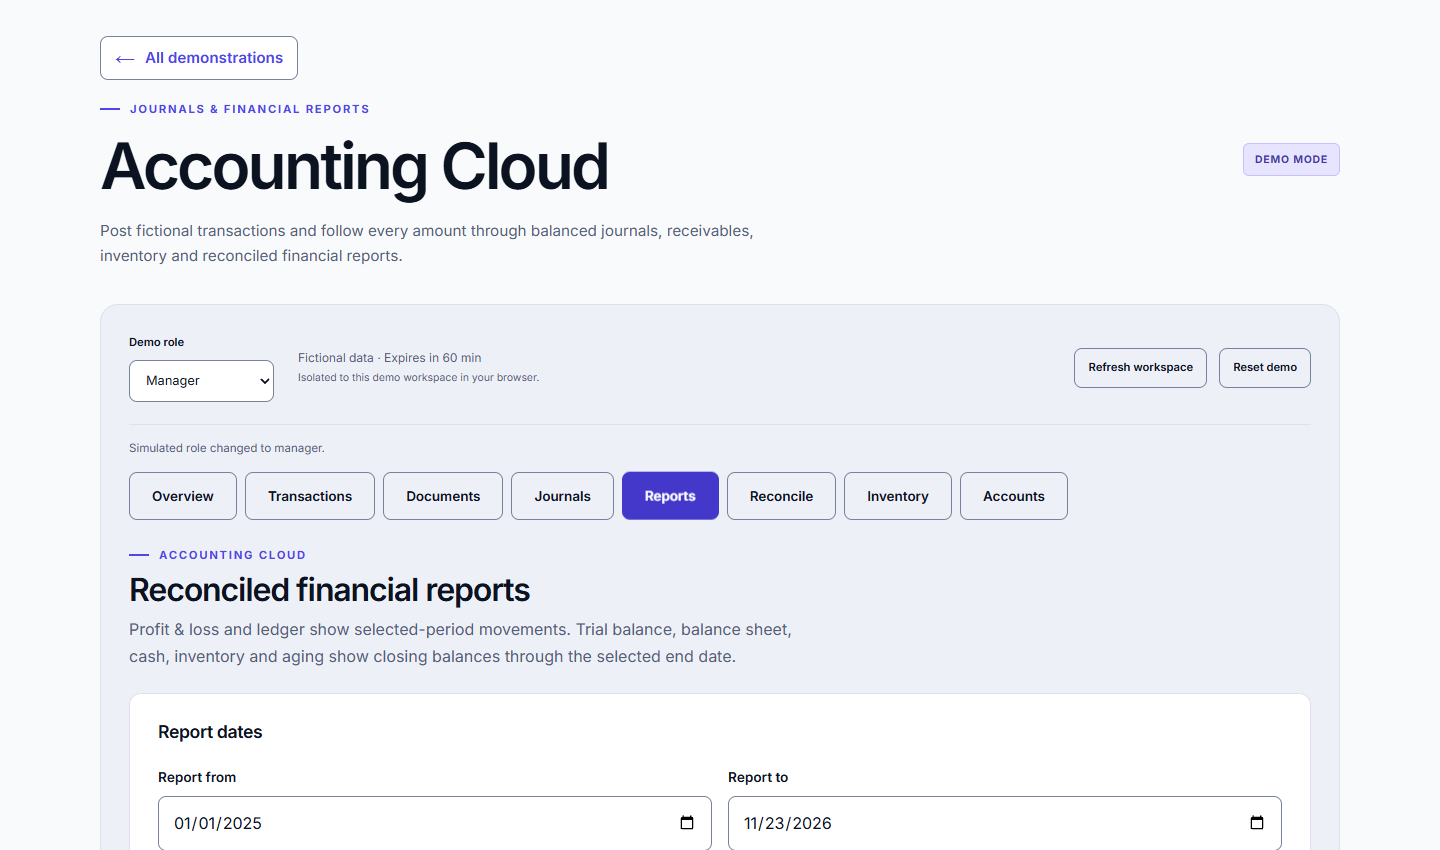 ← All demonstrations
JOURNALS & FINANCIAL REPORTS
Accounting Cloud
DEMO MODE
Post fictional transactions and follow every amount through balanced journals, receivables,
inventory and reconciled financial reports.
Demo role
Manager
Fictional data · Expires in 60 min
Isolated to this demo workspace in your browser.
Refresh workspace
Reset demo
Simulated role changed to manager.
Overview
Transactions
Documents
Journals
Reports
Reconcile
Inventory
Accounts
ACCOUNTING CLOUD
Reconciled financial reports
Profit & loss and ledger show selected-period movements. Trial balance, balance sheet,
cash, inventory and aging show closing balances through the selected end date.
Report dates
Report from
Report to
01/01/2025
11/23/2026